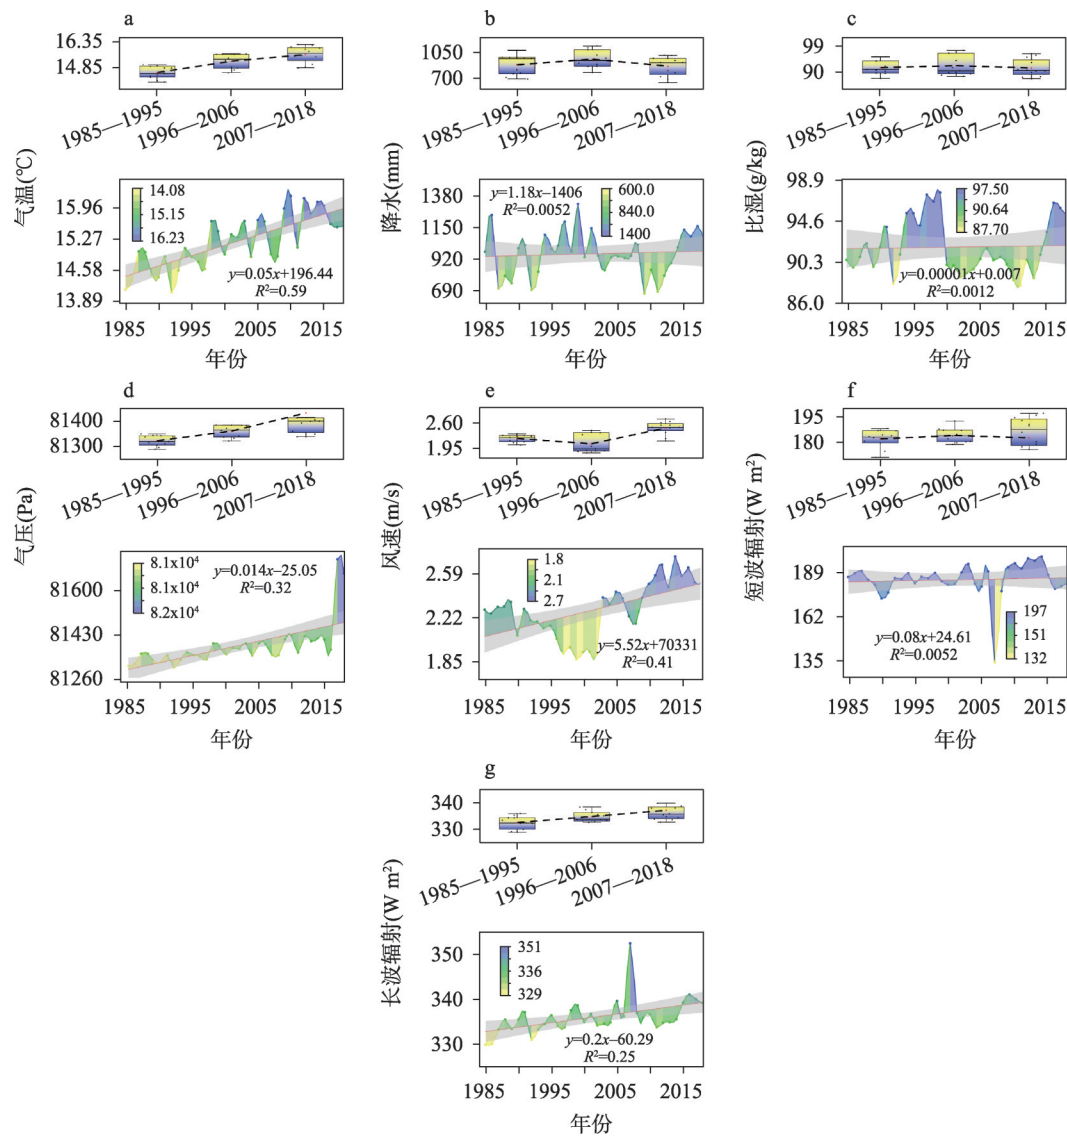 a
16.35
14.85
1985—1995
1996—2006
2007—2018
气温(℃)
14.08
15.15
16.23
15.96
15.27
14.58
13.89
y=0.05x+196.44
R²=0.59
1985
1995
2005
2015
年份
b
1050
700
1985—1995
1996—2006
2007—2018
降水(mm)
y=1.18x–1406
R²=0.0052
600.0
840.0
1400
1380
1150
920
690
1985
1995
2005
2015
年份
c
99
90
1985—1995
1996—2006
2007—2018
比湿(g/kg)
97.50
90.64
87.70
98.9
94.6
90.3
86.0
y=0.00001x+0.007
R²=0.0012
1985
1995
2005
2015
年份
d
81400
81300
1985—1995
1996—2006
2007—2018
气压(Pa)
8.1x10⁴
8.1x10⁴
8.2x10⁴
y=0.014x–25.05
R²=0.32
81600
81430
81260
1985
1995
2005
2015
年份
e
2.60
1.95
1985—1995
1996—2006
2007—2018
风速(m/s)
1.8
2.1
2.7
2.59
2.22
1.85
y=5.52x+70331
R²=0.41
1985
1995
2005
2015
年份
f
195
180
1985—1995
1996—2006
2007—2018
短波辐射(W m²)
189
162
135
y=0.08x+24.61
R²=0.0052
197
151
132
1985
1995
2005
2015
年份
g
340
330
1985—1995
1996—2006
2007—2018
长波辐射(W m²)
351
336
329
350
340
330
y=0.2x–60.29
R²=0.25
1985
1995
2005
2015
年份